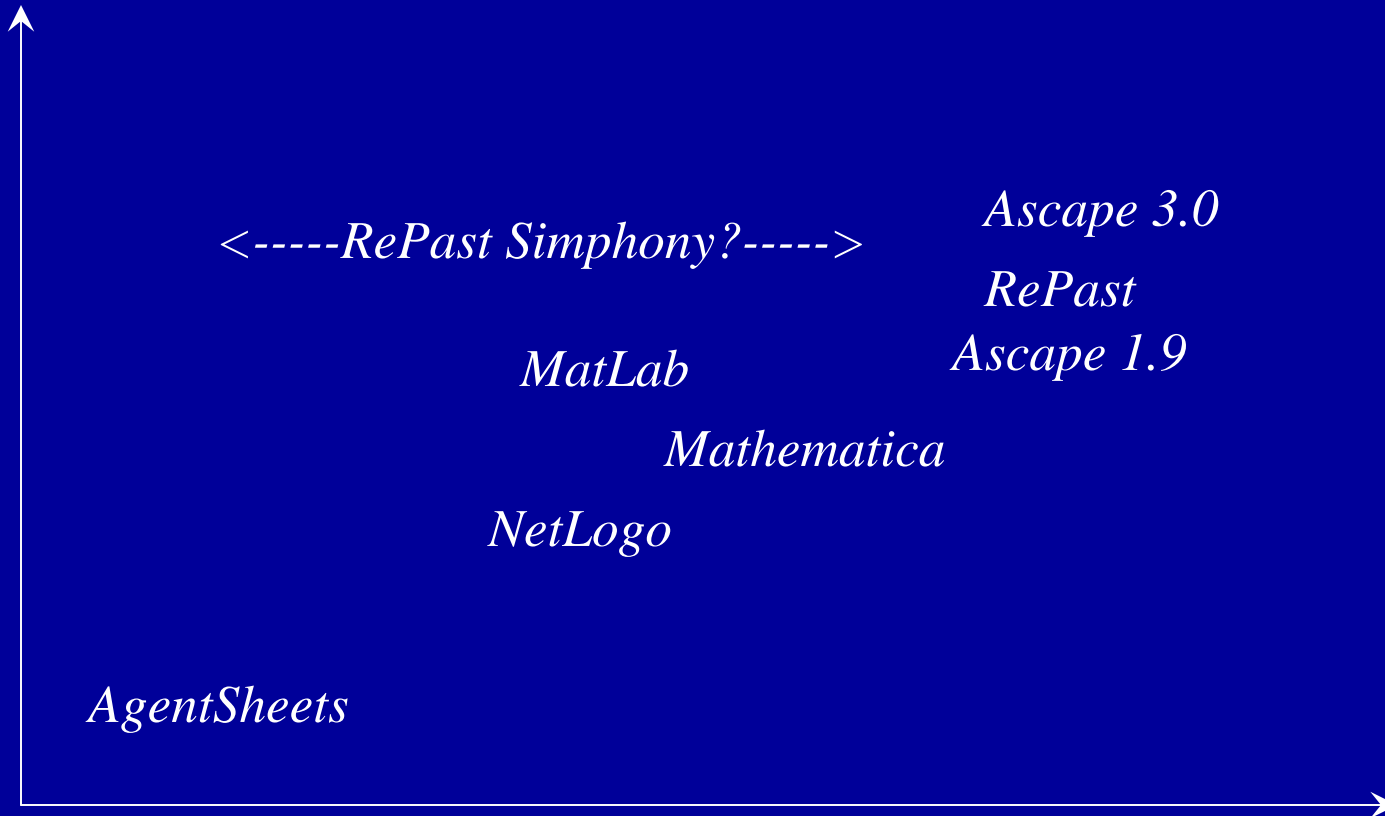 Ascape 3.0
<-----RePast Simphony?----->
RePast
Ascape 1.9
MatLab
Mathematica
NetLogo
AgentSheets